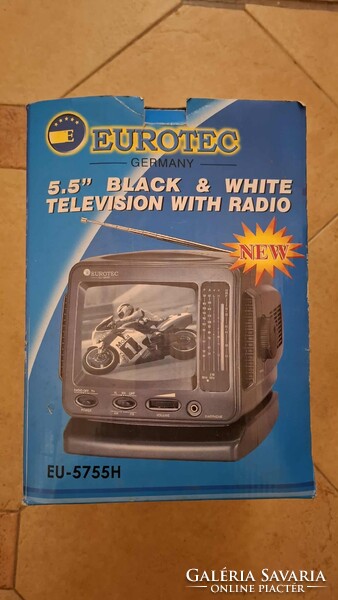 EUROTEC
GERMANY
5.5" BLACK & WHITE
TELEVISION WITH RADIO
NEW
EUROTEC
EU-5755H
GALÉRIA SAVARIA
ONLINE PIACTÉR